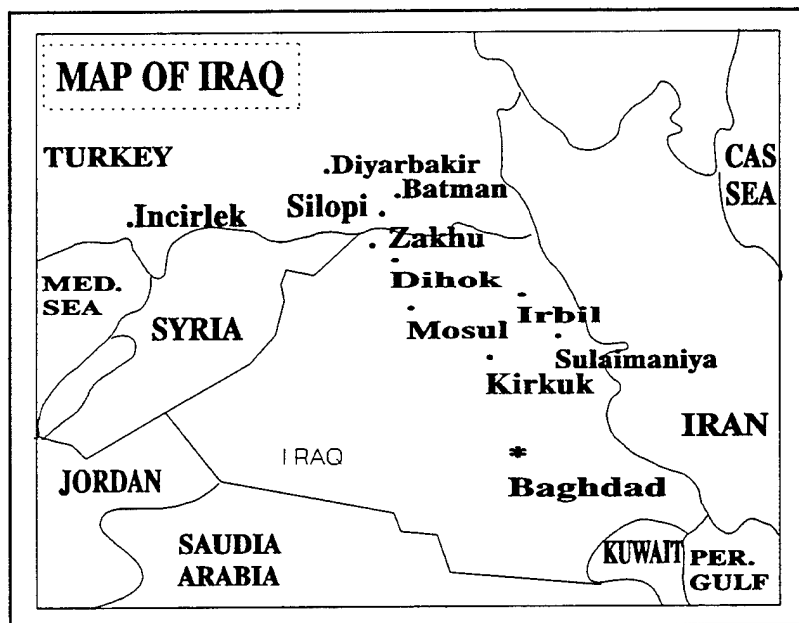 MAP OF IRAQ
TURKEY
.Diyarbakir
.Batman
CAS
SEA
.Incirlek
Silopi .
. Zakhu
MED.
SEA
Dihok
SYRIA
Mosul
Irbil
Sulaimaniya
Kirkuk
IRAN
IRAQ
*
JORDAN
Baghdad
SAUDIA
ARABIA
KUWAIT
PER.
GULF